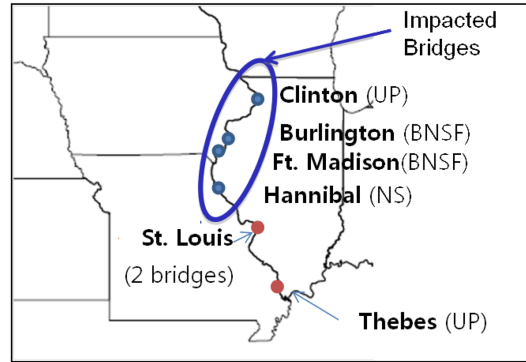 Impacted
Bridges
Clinton (UP)
Burlington (BNSF)
Ft. Madison(BNSF)
Hannibal (NS)
St. Louis
(2 bridges)
Thebes (UP)